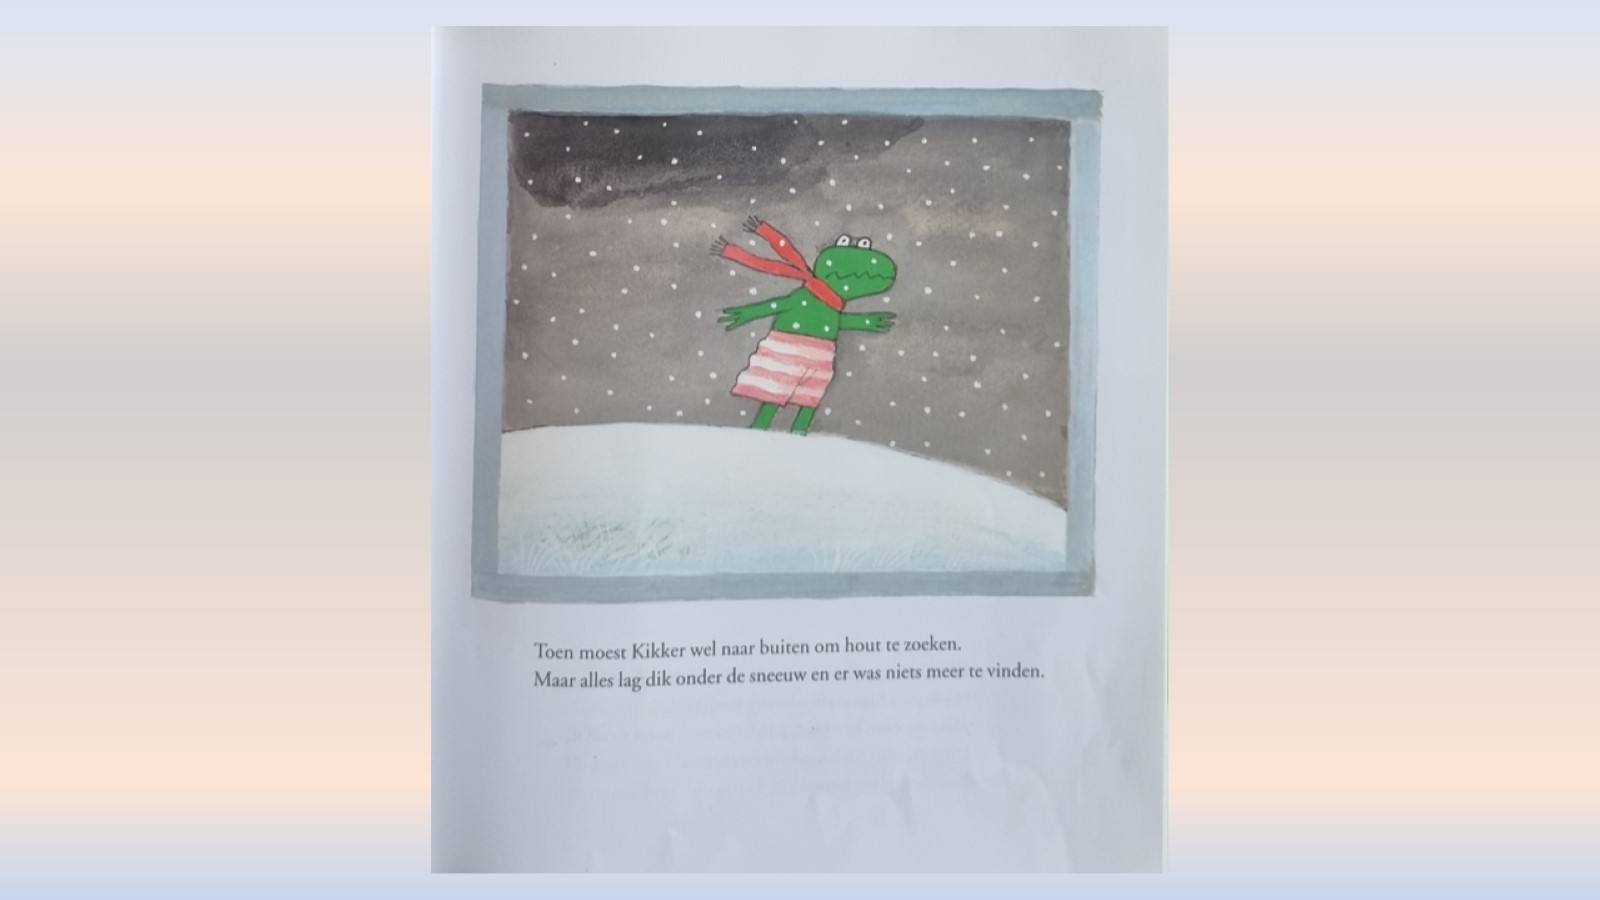 Toen moest Kikker wel naar buiten om hout te zoeken.
Maar alles lag dik onder de sneeuw en er was niets meer te vinden.